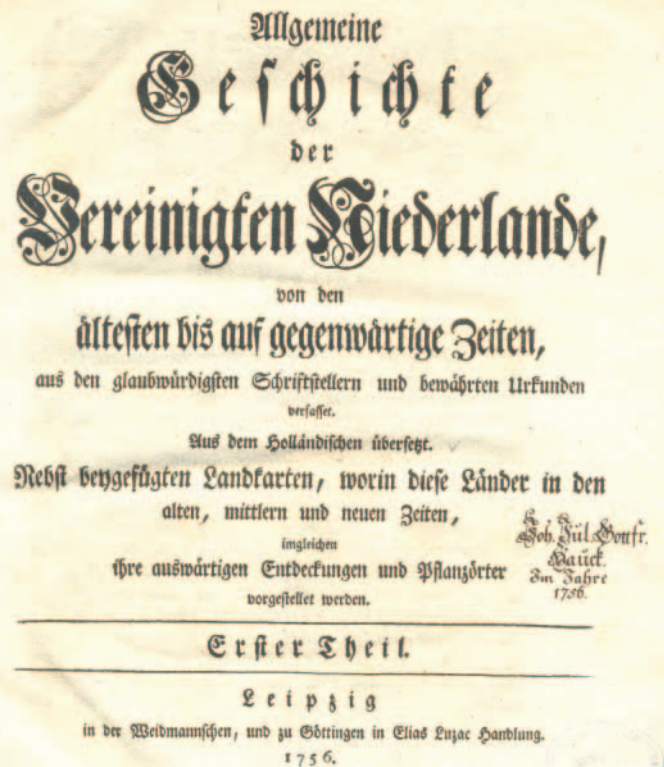 Allgemeine
Geschichte
der
Vereinigten Niederlande,
von den
ältesten bis auf gegenwärtige Zeiten,
aus den glaubwürdigsten Schriftstellern und bewährten Urkunden
verfasset.
Aus dem Holländischen übersetzt.
Nebst beygefügten Landkarten, worin diese Länder in den
alten, mittlern und neuen Zeiten,
imgleichen
ihre auswärtigen Entdeckungen und Pflanzörter
vorgestellet werden.
Joh. Jül.
Im Jahre
1756.
Erster Theil.
Leipzig
in der Weidmannschen, und zu Göttingen in Elias Luzac Handlung.
1756.